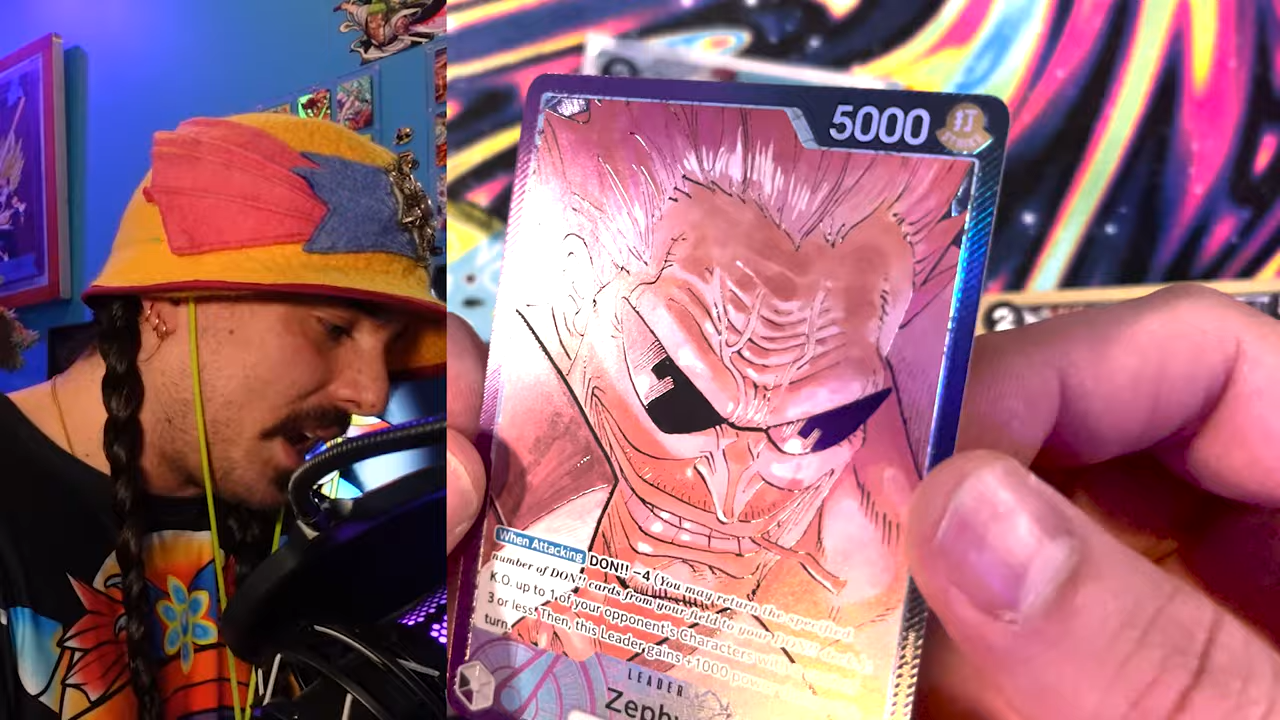 5000
打
When Attacking DON!! −4 (You may return the specified
number of DON!! cards from your field to your DON!! deck.):
K.O. up to 1 of your opponent's Characters
3 or less. Then, this Leader gains +1000
turn.
LEADER